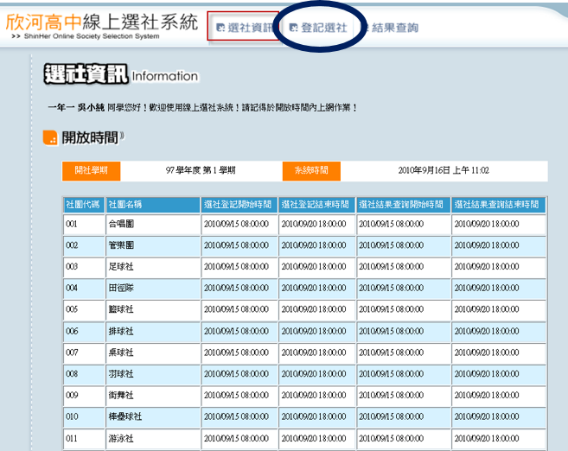 欣河高中線上選社系統
>> ShinHer Online Society Selection System
選社資訊 登記選社 結果查詢
選社資訊 Information
一年一 吳小銚 同學您好！歡迎使用線上選社系統！請記得於開放時間內上網作業！
開放時間
開社學期 97學年度 第1學期 系統時間 2010年9月16日 上午 11:02
社團代碼 社團名稱 選社登記開始時間 選社登記結束時間 選社結果查詢開始時間 選社結果查詢結束時間
001 合唱團 2010/09/15 08:00:00 2010/09/20 18:00:00 2010/09/15 08:00:00 2010/09/20 18:00:00
002 管樂團 2010/09/15 08:00:00 2010/09/20 18:00:00 2010/09/15 08:00:00 2010/09/20 18:00:00
003 足球社 2010/09/15 08:00:00 2010/09/20 18:00:00 2010/09/15 08:00:00 2010/09/20 18:00:00
004 田徑隊 2010/09/15 08:00:00 2010/09/20 18:00:00 2010/09/15 08:00:00 2010/09/20 18:00:00
005 籃球社 2010/09/15 08:00:00 2010/09/20 18:00:00 2010/09/15 08:00:00 2010/09/20 18:00:00
006 排球社 2010/09/15 08:00:00 2010/09/20 18:00:00 2010/09/15 08:00:00 2010/09/20 18:00:00
007 桌球社 2010/09/15 08:00:00 2010/09/20 18:00:00 2010/09/15 08:00:00 2010/09/20 18:00:00
008 羽球社 2010/09/15 08:00:00 2010/09/20 18:00:00 2010/09/15 08:00:00 2010/09/20 18:00:00
009 街舞社 2010/09/15 08:00:00 2010/09/20 18:00:00 2010/09/15 08:00:00 2010/09/20 18:00:00
010 棒壘球社 2010/09/15 08:00:00 2010/09/20 18:00:00 2010/09/15 08:00:00 2010/09/20 18:00:00
011 游泳社 2010/09/15 08:00:00 2010/09/20 18:00:00 2010/09/15 08:00:00 2010/09/20 18:00:00